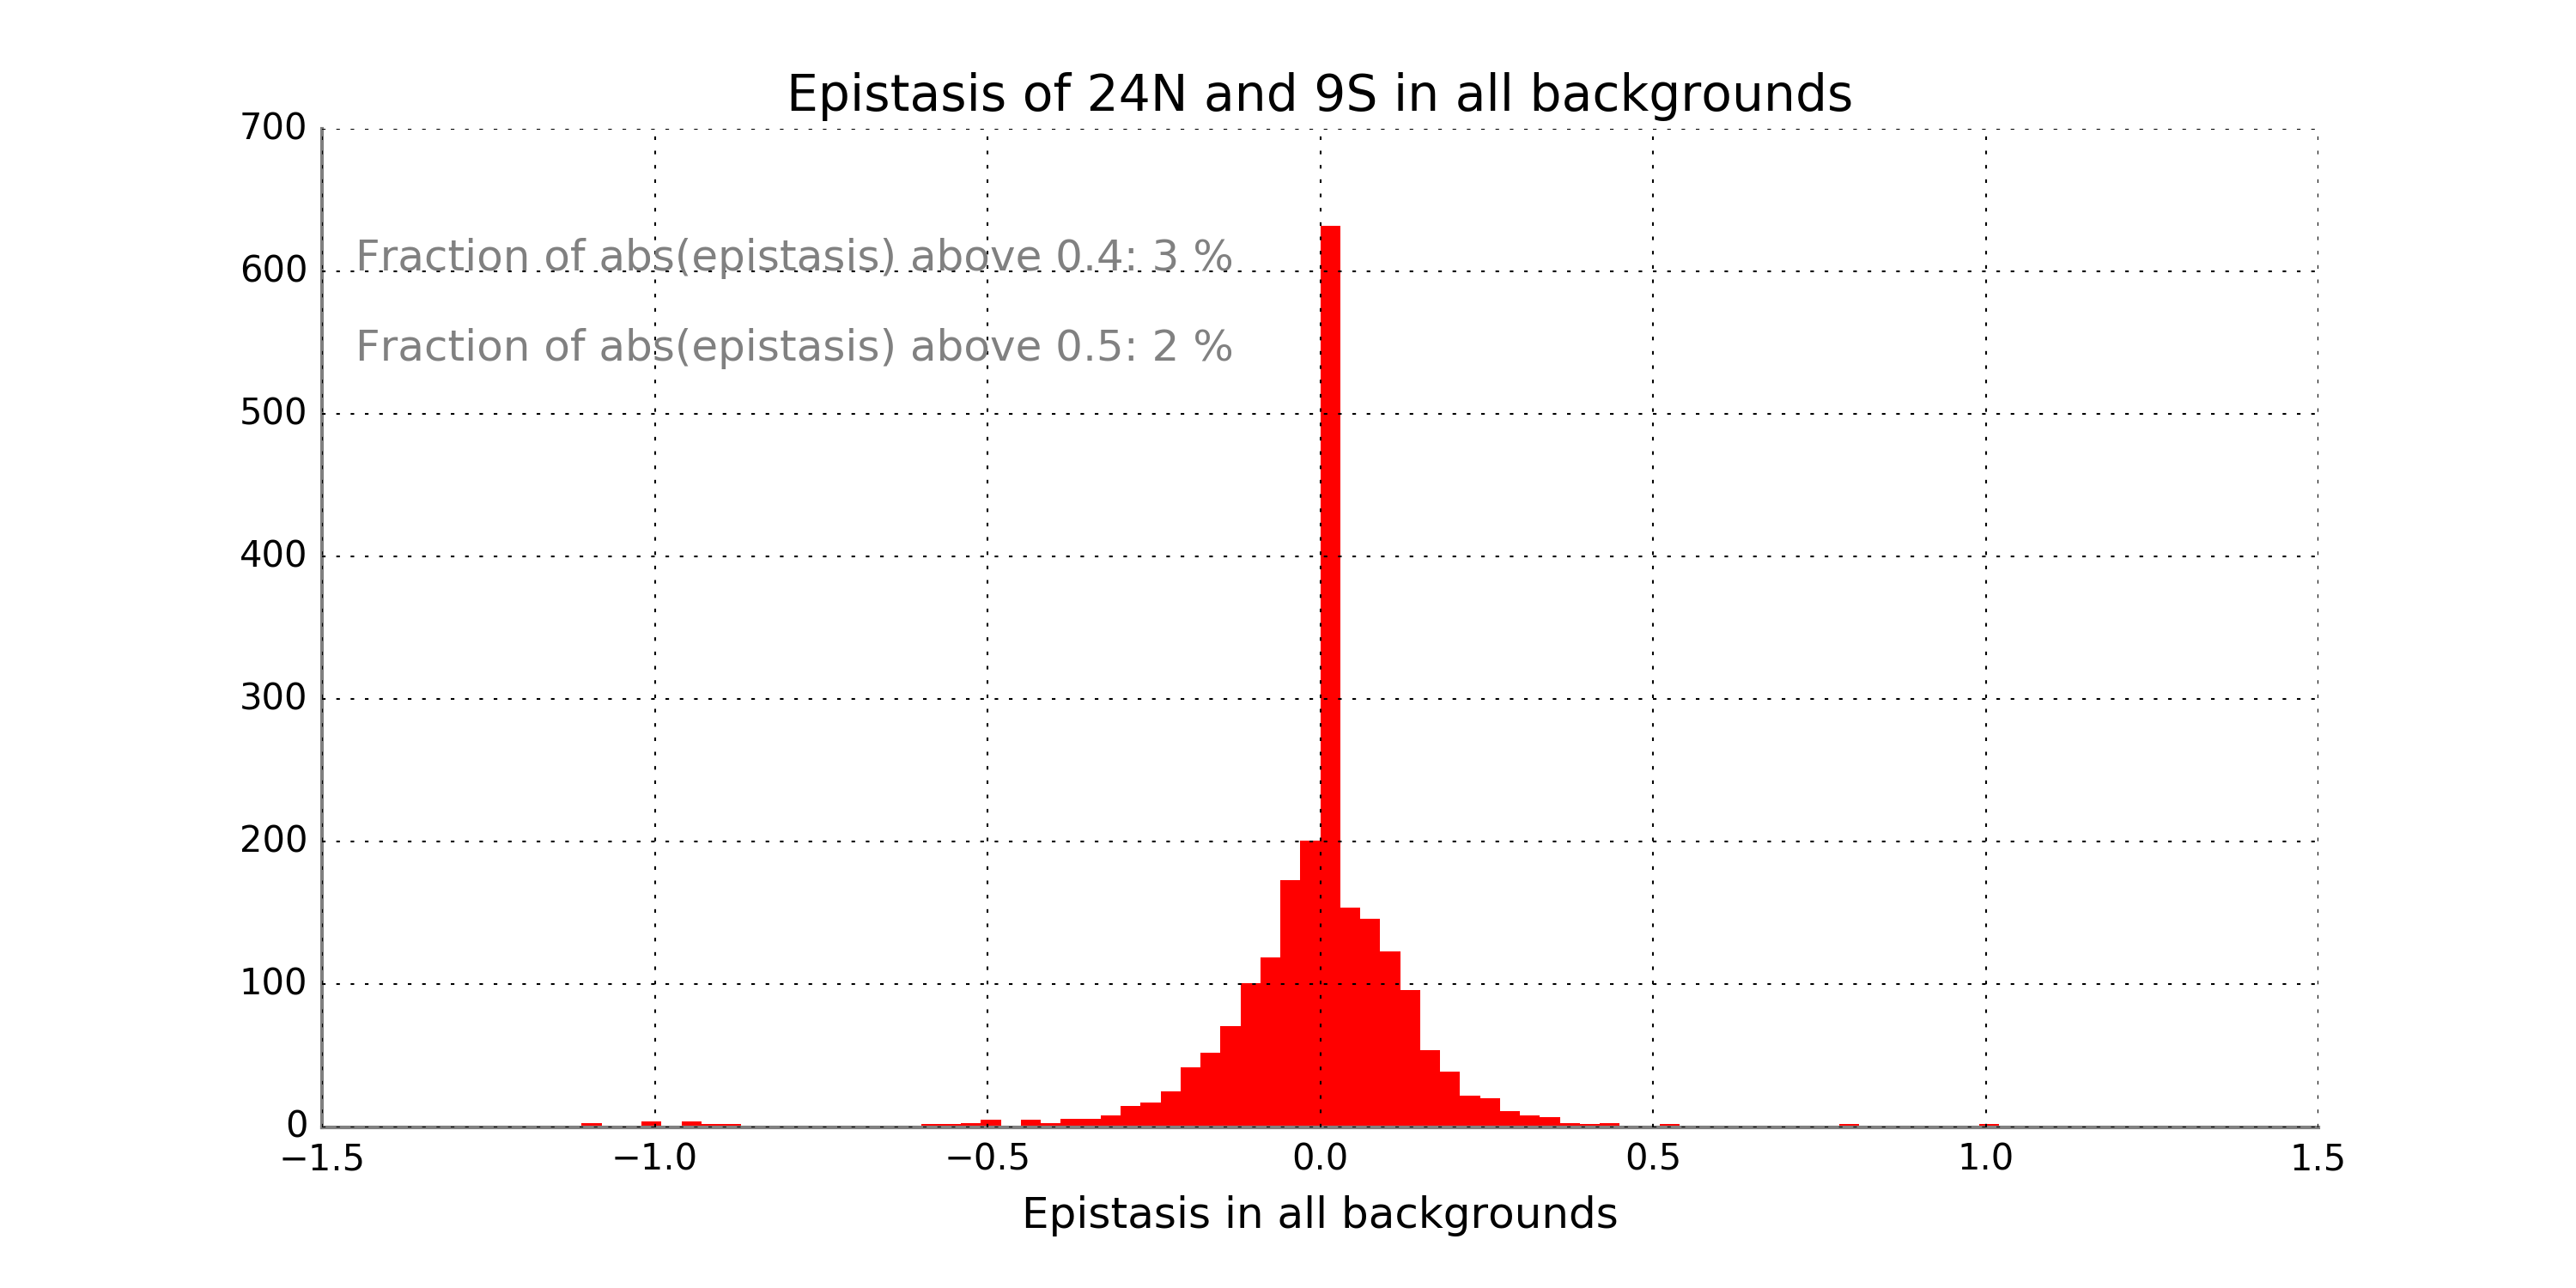 Epistasis of 24N and 9S in all backgrounds
700
600
500
400
300
200
100
0
Fraction of abs(epistasis) above 0.4: 3 %
Fraction of abs(epistasis) above 0.5: 2 %
−1.5 −1.0 −0.5 0.0 0.5 1.0 1.5
Epistasis in all backgrounds